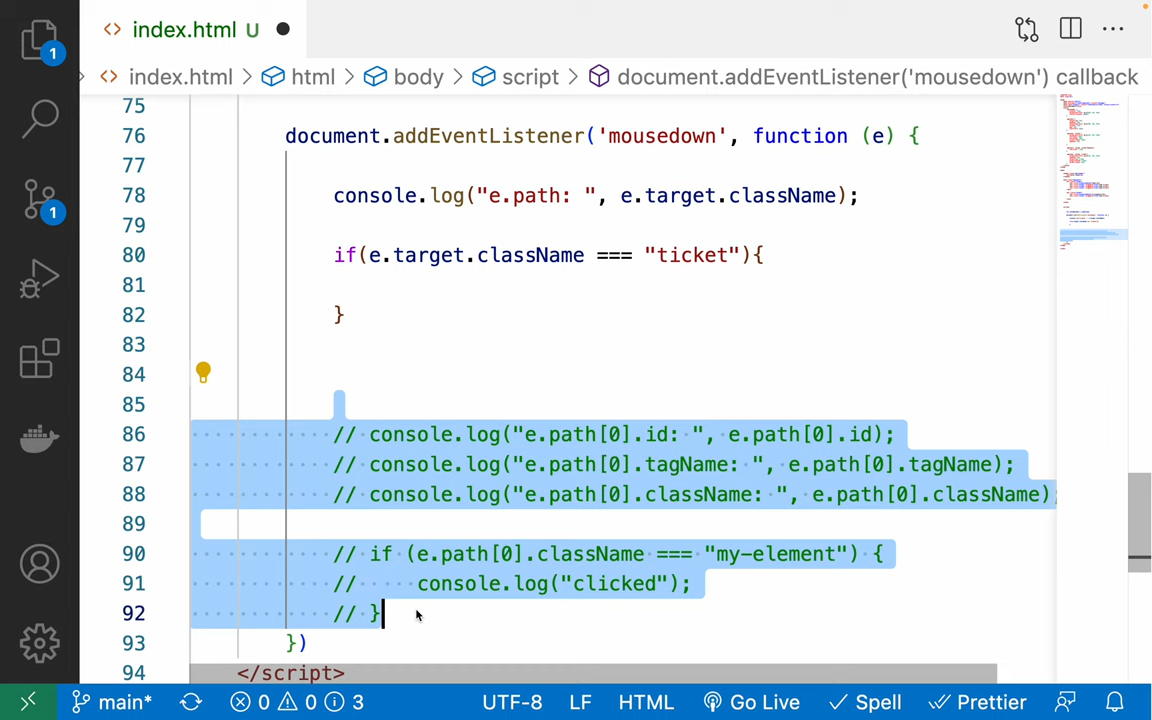 1
1
index.html U
index.html > html > body > script > document.addEventListener('mousedown') callback
75
76 document.addEventListener('mousedown', function (e) {
77
78 console.log("e.path: ", e.target.className);
79
80 if(e.target.className === "ticket"){
81
82 }
83
84
85
86 // console.log("e.path[0].id: ", e.path[0].id);
87 // console.log("e.path[0].tagName: ", e.path[0].tagName);
88 // console.log("e.path[0].className: ", e.path[0].className);
89
90 // if (e.path[0].className === "my-element") {
91 // console.log("clicked");
92 // }
93 })
94 </script>
main* 0 0 3 UTF-8 LF HTML Go Live Spell Prettier